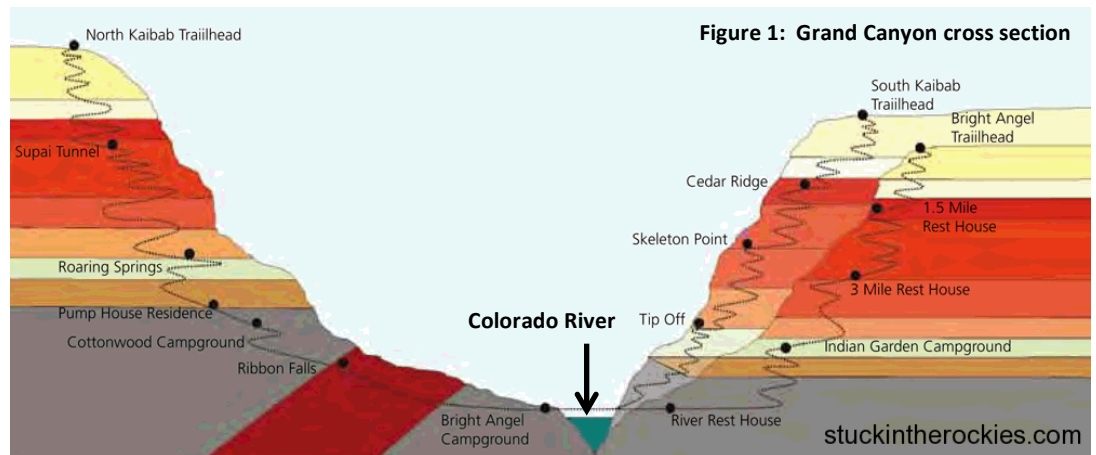 North Kaibab Traiilhead
Figure 1:  Grand Canyon cross section
South Kaibab
Traiilhead
Bright Angel
Traiilhead
Supai Tunnel
Cedar Ridge
1.5 Mile
Rest House
Skeleton Point
Roaring Springs
3 Mile Rest House
Pump House Residence
Colorado River
Tip Off
Cottonwood Campground
Indian Garden Campground
Ribbon Falls
Bright Angel
Campground
River Rest House
stuckintherockies.com